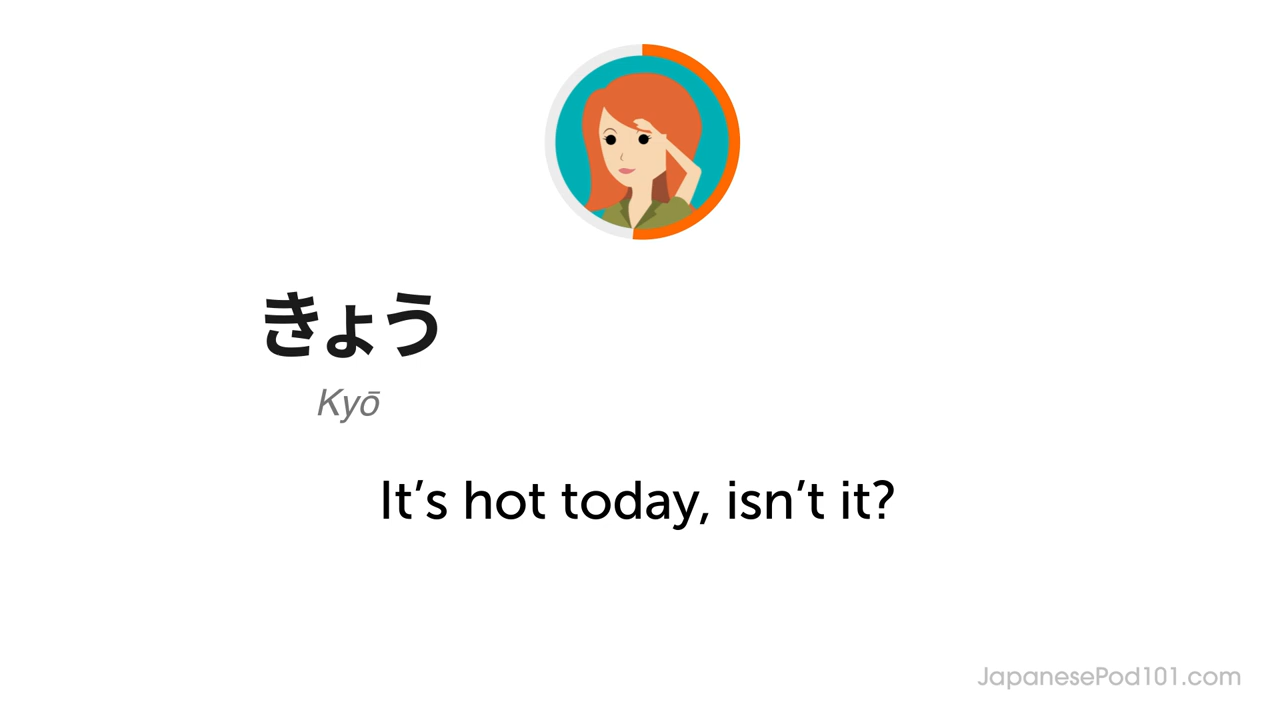 きょう
Kyō
It’s hot today, isn’t it?
JapanesePod101.com